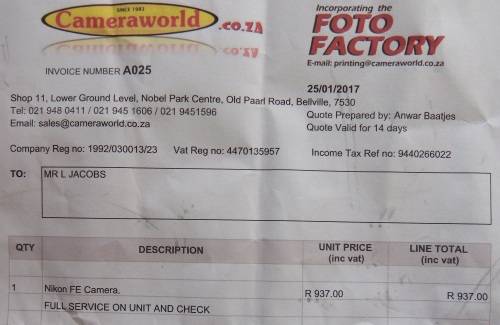 SINCE 1983
Cameraworld .co.za
Incorporating the
FOTO
FACTORY
E-mail: printing@cameraworld.co.za
INVOICE NUMBER A025
25/01/2017
Shop 11, Lower Ground Level, Nobel Park Centre, Old Paarl Road, Bellville, 7530
Tel: 021 948 0411 / 021 945 1606 / 021 9451596
Quote Prepared by: Anwar Baatjes
Email: sales@cameraworld.co.za
Quote Valid for 14 days
Company Reg no: 1992/030013/23 Vat Reg no: 4470135957 Income Tax Ref no: 9440266022
TO: MR L JACOBS
QTY DESCRIPTION UNIT PRICE (inc vat) LINE TOTAL (inc vat)
1 Nikon FE Camera. R 937.00 R 937.00
FULL SERVICE ON UNIT AND CHECK